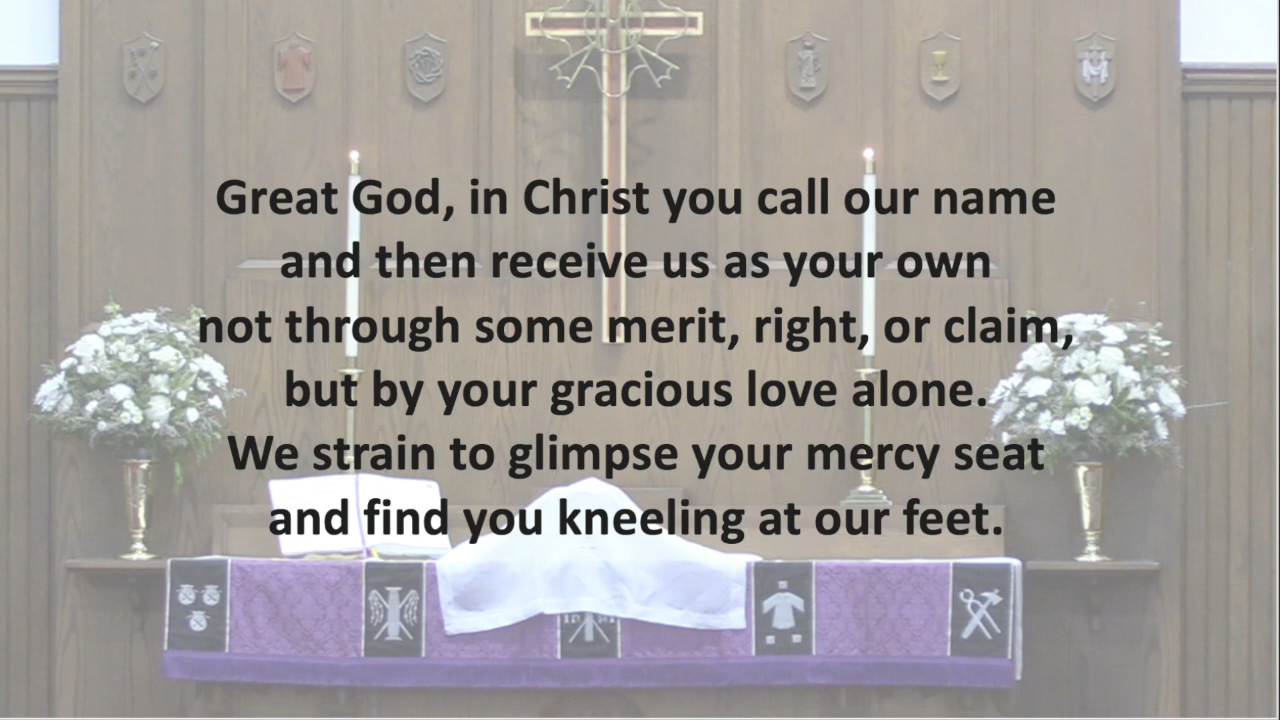 Great God, in Christ you call our name
and then receive us as your own
not through some merit, right, or claim,
but by your gracious love alone.
We strain to glimpse your mercy seat
and find you kneeling at our feet.